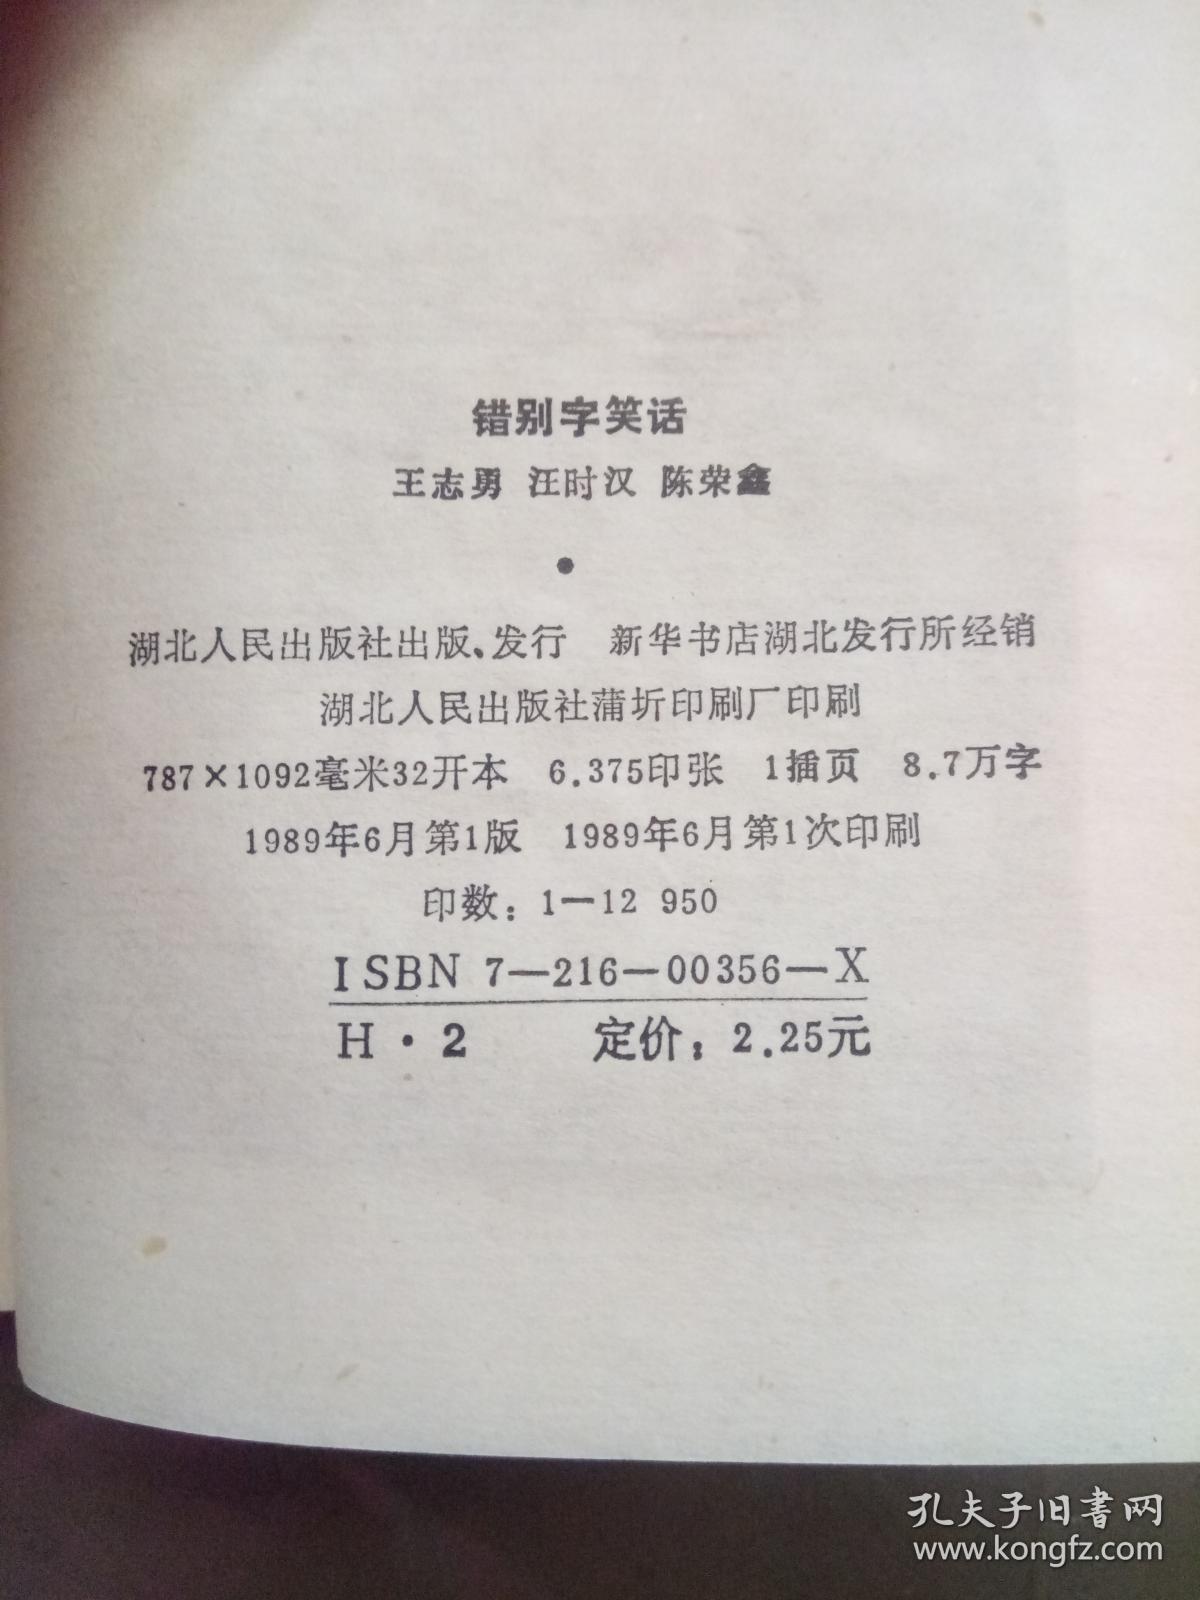 错别字笑话
王志勇 汪时汉 陈荣鑫
•
湖北人民出版社出版、发行 新华书店湖北发行所经销
湖北人民出版社蒲圻印刷厂印刷
787×1092毫米32开本 6.375印张 1插页 8.7万字
1989年6月第1版 1989年6月第1次印刷
印数：1—12 950
ISBN 7—216—00356—X
H·2 定价：2.25元
孔夫子旧书网
www.kongfz.com